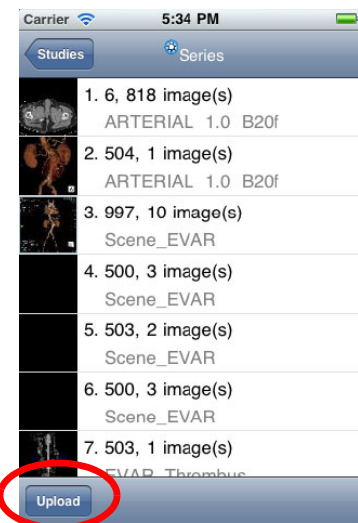 Carrier 5:34 PM
Studies Series
1. 6, 818 image(s)
ARTERIAL 1.0 B20f
2. 504, 1 image(s)
ARTERIAL 1.0 B20f
3. 997, 10 image(s)
Scene_EVAR
4. 500, 3 image(s)
Scene_EVAR
5. 503, 2 image(s)
Scene_EVAR
6. 500, 3 image(s)
Scene_EVAR
7. 503, 1 image(s)
EVAR Thrombus
Upload